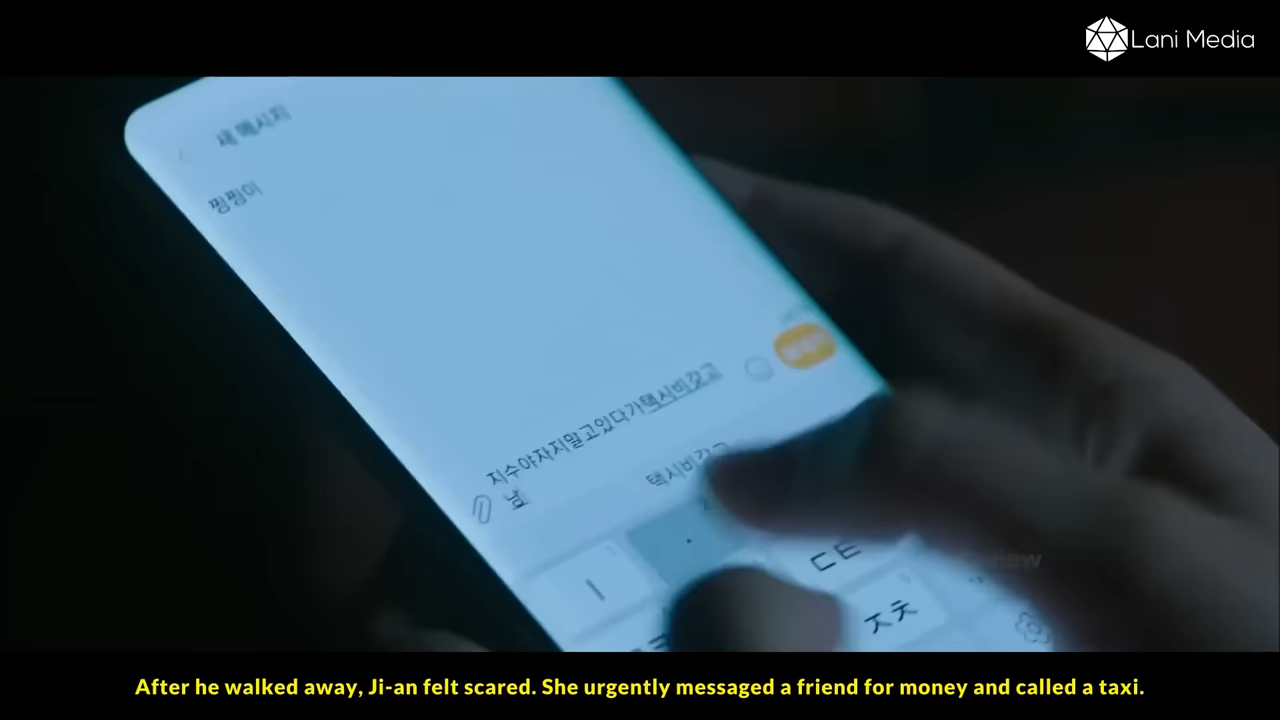 Lani Media
새 메시지
찡찡이
지수야자지말고있다가택시비갖고
택시비갖고
ㅣ
ㄷㅌ
ㅈㅊ
After he walked away, Ji-an felt scared. She urgently messaged a friend for money and called a taxi.